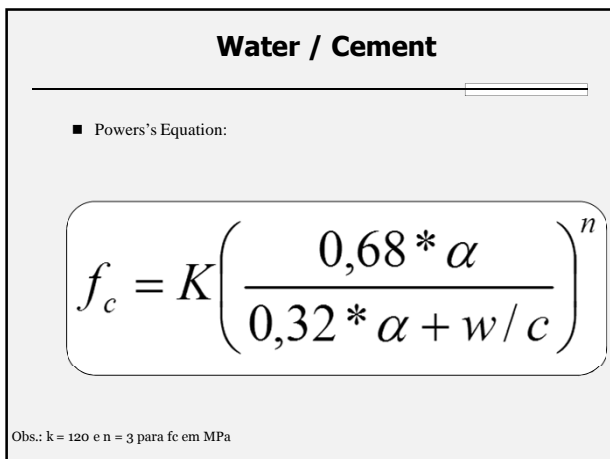 Water / Cement
■ Powers's Equation:
f_c = K(0,68 * α / 0,32 * α + w / c)^n
Obs.: k = 120 e n = 3 para fc em MPa